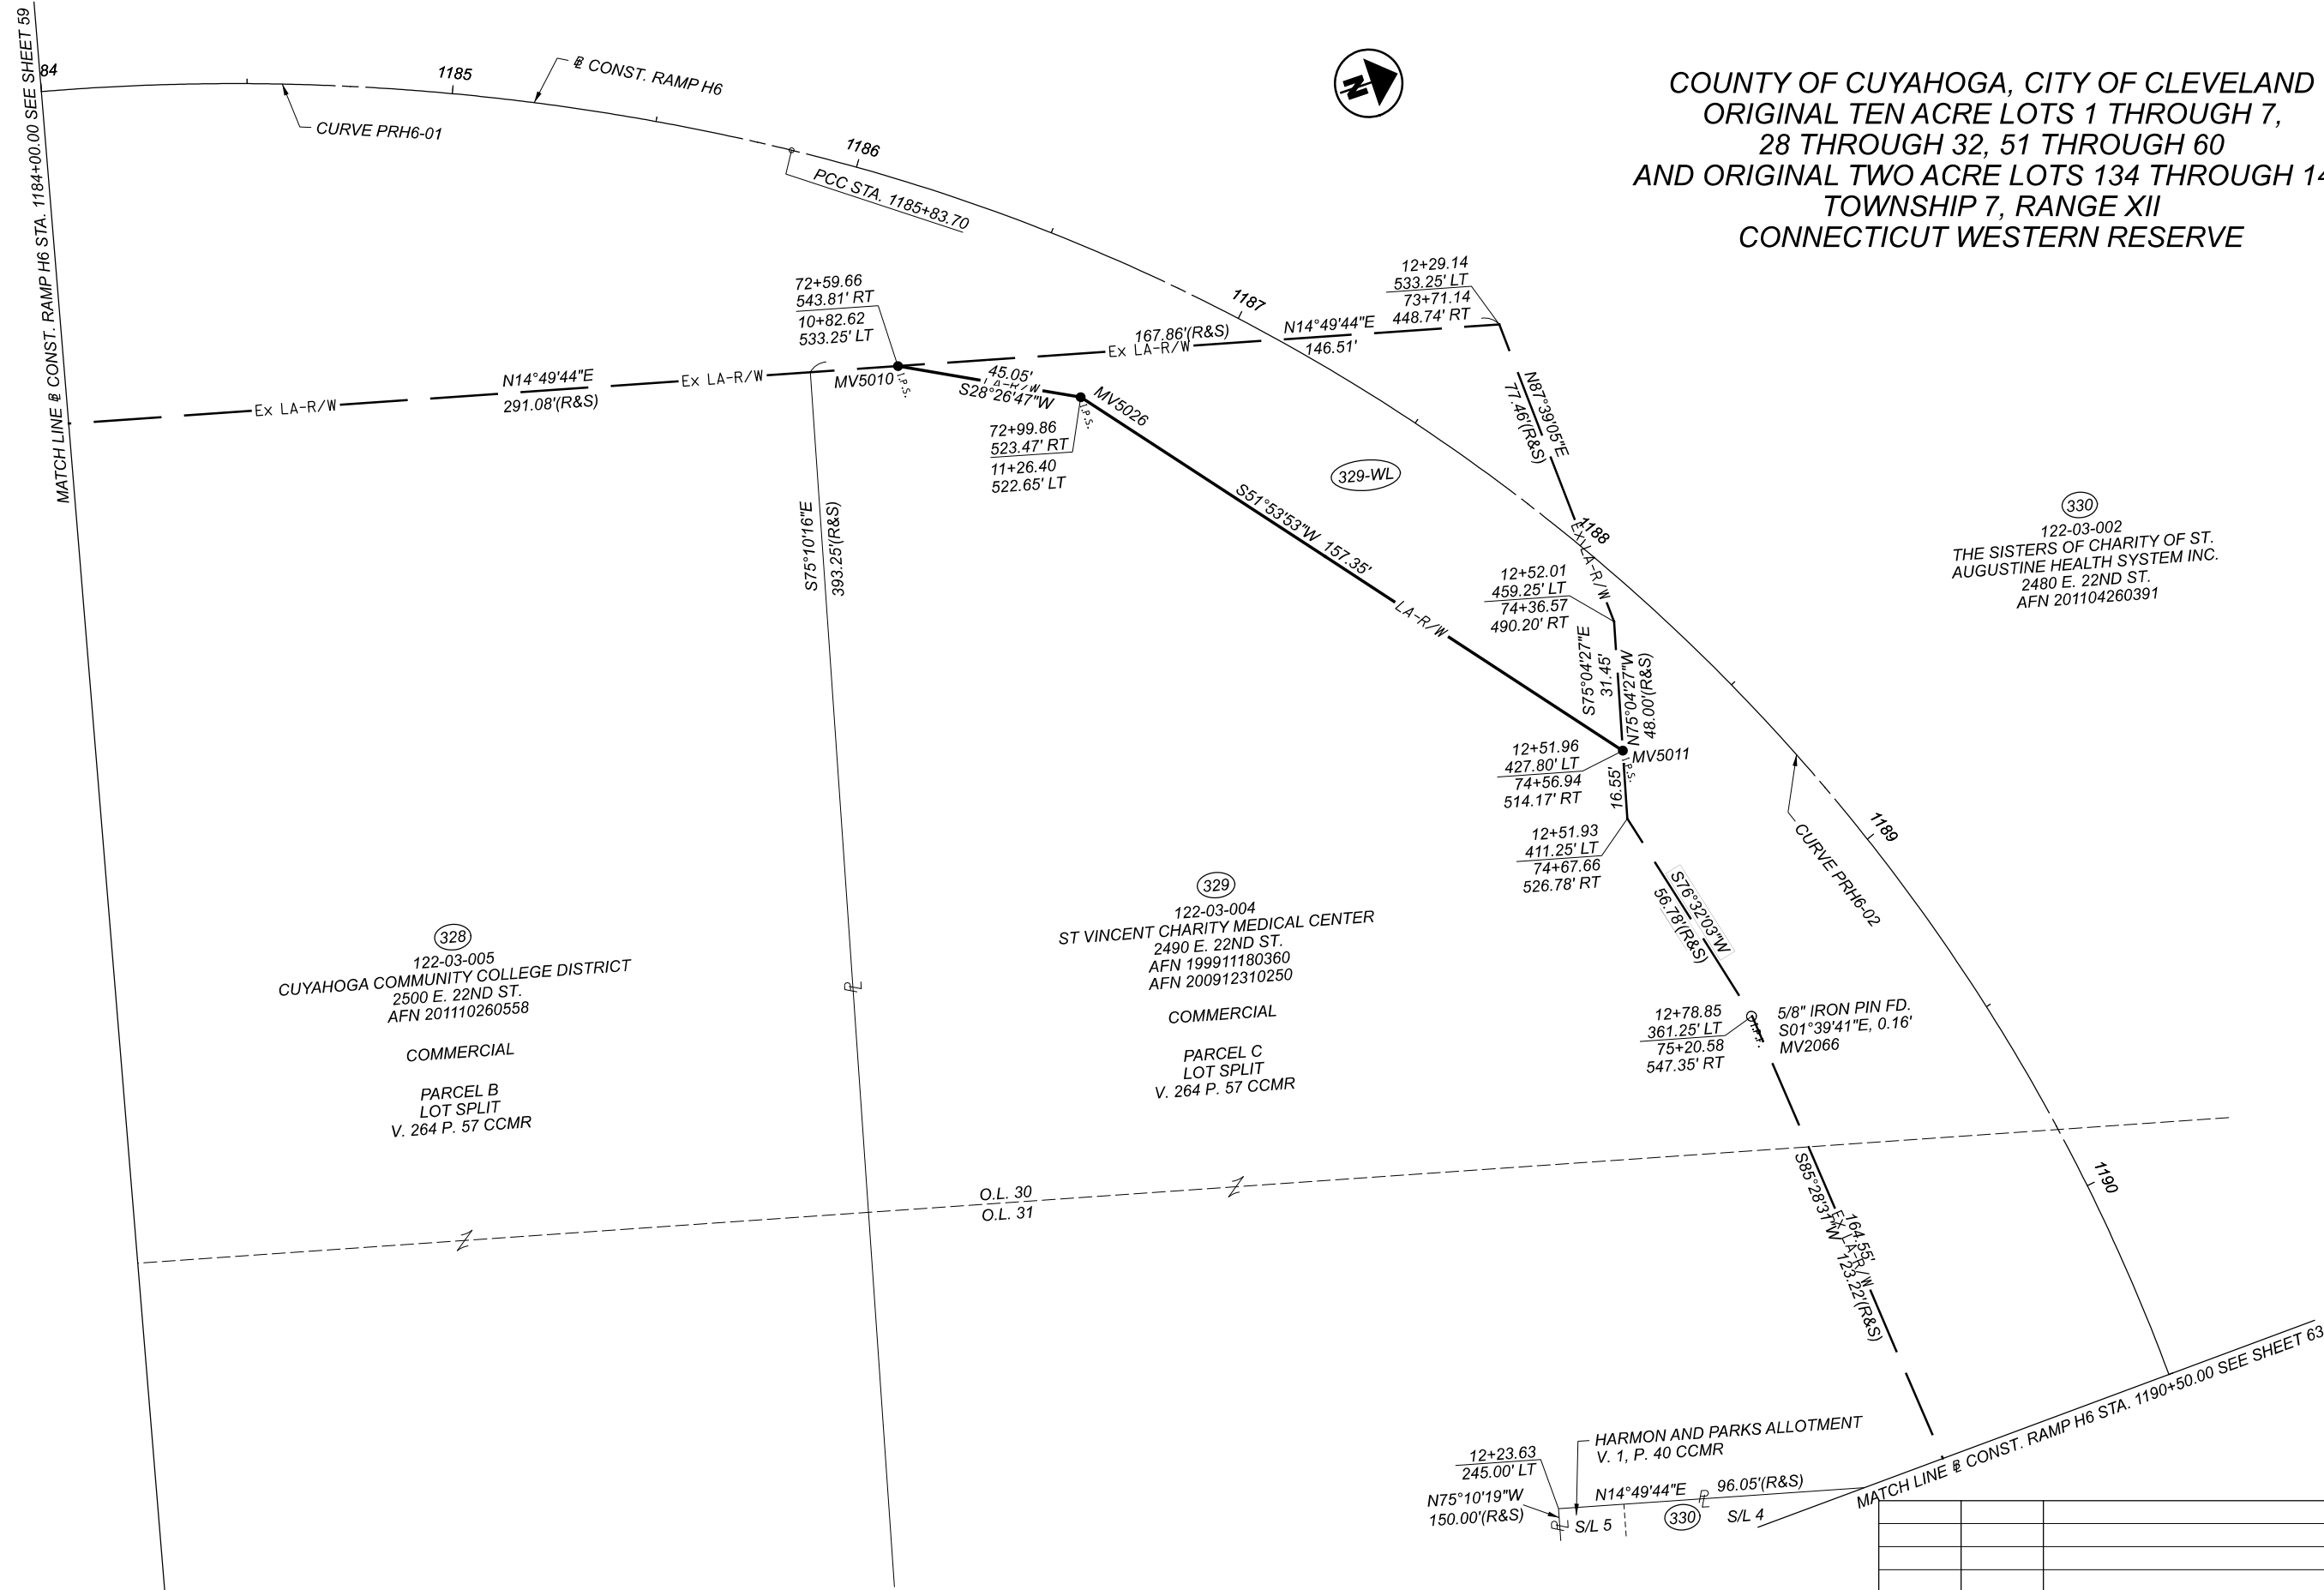 MATCH LINE ℄ CONST. RAMP H6 STA. 1184+00.00 SEE SHEET 59
84
1185
℄ CONST. RAMP H6
CURVE PRH6-01
1186
PCC STA. 1185+83.70
N
COUNTY OF CUYAHOGA, CITY OF CLEVELAND
ORIGINAL TEN ACRE LOTS 1 THROUGH 7,
28 THROUGH 32, 51 THROUGH 60
AND ORIGINAL TWO ACRE LOTS 134 THROUGH
TOWNSHIP 7, RANGE XII
CONNECTICUT WESTERN RESERVE
1187
12+29.14
533.25' LT
73+71.14
448.74' RT
72+59.66
543.81' RT
10+82.62
533.25' LT
N14°49'44"E
291.08'(R&S)
Ex LA-R/W
Ex LA-R/W
MV5010
I.P.S.
167.86'(R&S)
Ex LA-R/W
N14°49'44"E
146.51'
45.05'
LA-R/W
S28°26'47"W
MV5026
I.P.S.
72+99.86
523.47' RT
11+26.40
522.65' LT
N87°39'05"E
77.46'(R&S)
329-WL
S51°53'53"W 157.35'
LA-R/W
S75°10'16"E
393.25'(R&S)
Ex LA-R/W
1188
330
122-03-002
THE SISTERS OF CHARITY OF ST.
AUGUSTINE HEALTH SYSTEM INC.
2480 E. 22ND ST.
AFN 201104260391
12+52.01
459.25' LT
74+36.57
490.20' RT
S75°04'27"E
31.45'
N75°04'27"W
48.00'(R&S)
12+51.96
427.80' LT
74+56.94
514.17' RT
MV5011
I.P.S.
16.55'
12+51.93
411.25' LT
74+67.66
526.78' RT
CURVE PRH6-02
1189
S76°32'03"W
56.78'(R&S)
328
122-03-005
CUYAHOGA COMMUNITY COLLEGE DISTRICT
2500 E. 22ND ST.
AFN 201110260558
COMMERCIAL
PARCEL B
LOT SPLIT
V. 264 P. 57 CCMR
PL
329
122-03-004
ST VINCENT CHARITY MEDICAL CENTER
2490 E. 22ND ST.
AFN 199911180360
AFN 200912310250
COMMERCIAL
PARCEL C
LOT SPLIT
V. 264 P. 57 CCMR
12+78.85
361.25' LT
75+20.58
547.35' RT
5/8" IRON PIN FD.
S01°39'41"E, 0.16'
MV2066
O.L. 30
O.L. 31
1190
S85°28'31"W 123.22'(R&S)
164.55'
Ex LA-R/W
MATCH LINE ℄ CONST. RAMP H6 STA. 1190+50.00 SEE SHEET 63
HARMON AND PARKS ALLOTMENT
V. 1, P. 40 CCMR
12+23.63
245.00' LT
N75°10'19"W
150.00'(R&S)
N14°49'44"E
PL
96.05'(R&S)
PL
S/L 5
330
S/L 4